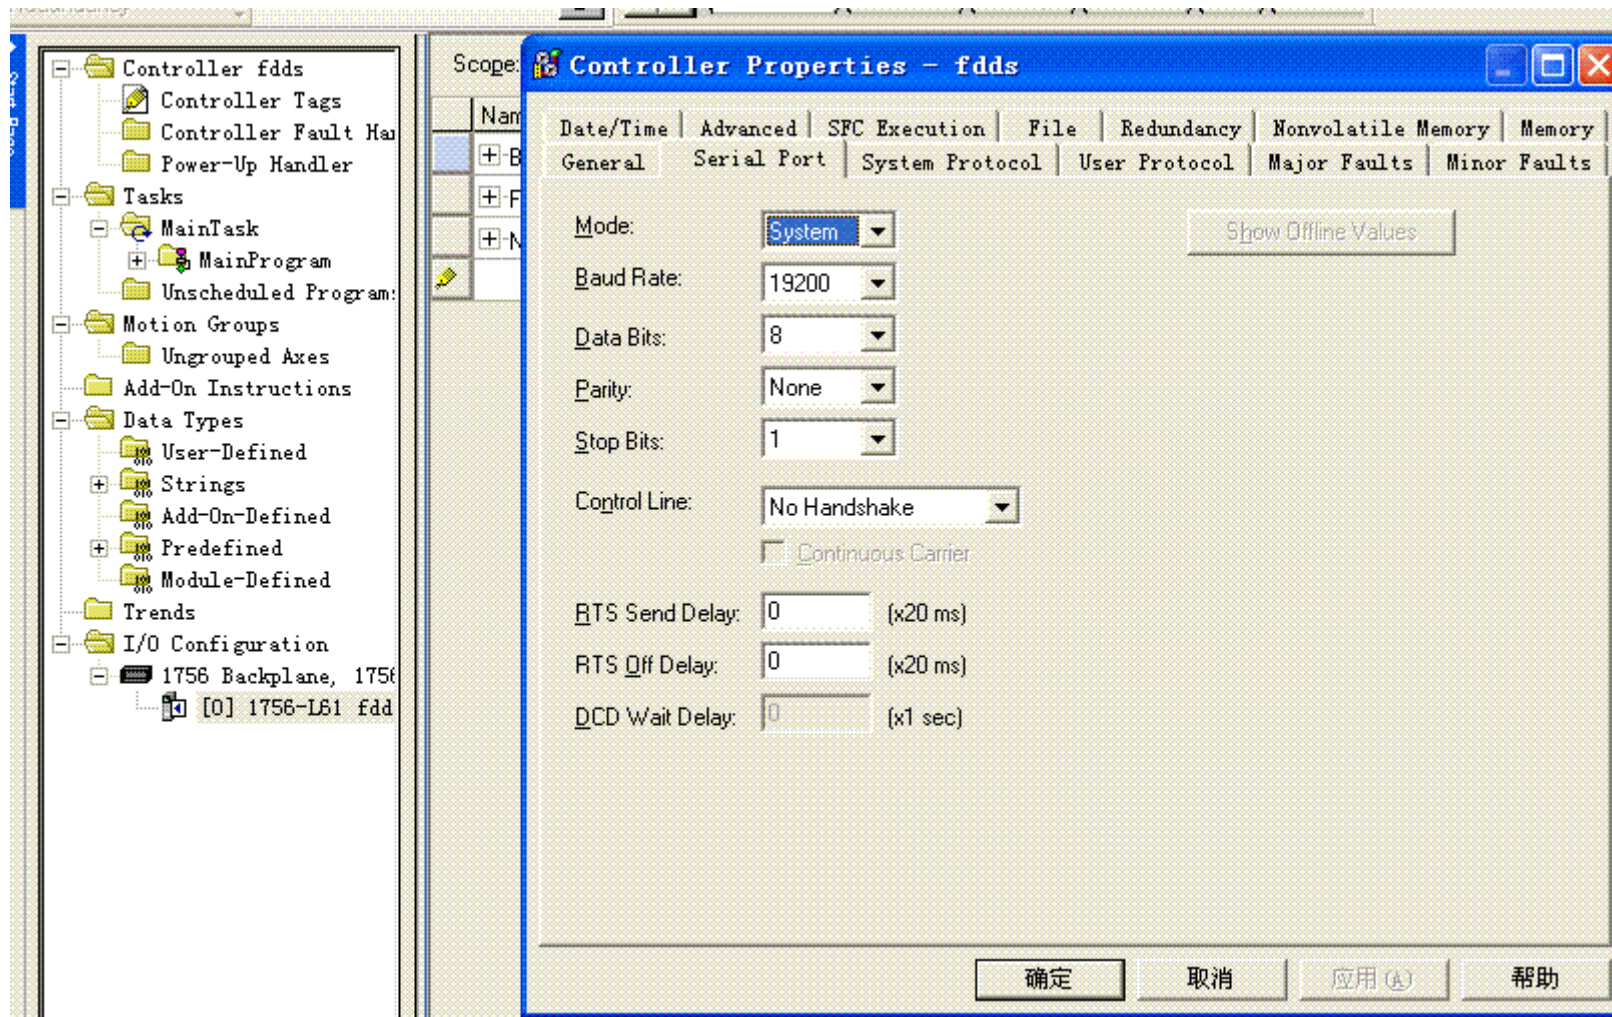 Controller fdds
Controller Tags
Controller Fault Ha
Power-Up Handler
Tasks
MainTask
MainProgram
Unscheduled Program
Motion Groups
Ungrouped Axes
Add-On Instructions
Data Types
User-Defined
Strings
Add-On-Defined
Predefined
Module-Defined
Trends
I/O Configuration
1756 Backplane, 1756
[0] 1756-L61 fdd
Scope:
Nam
B
F
Controller Properties - fdds
Date/Time Advanced SFC Execution File Redundancy Nonvolatile Memory Memory
General Serial Port System Protocol User Protocol Major Faults Minor Faults
Mode: System Show Offline Values
Baud Rate: 19200
Data Bits: 8
Parity: None
Stop Bits: 1
Control Line: No Handshake
Continuous Carrier
RTS Send Delay: 0 (x20 ms)
RTS Off Delay: 0 (x20 ms)
DCD Wait Delay: 0 (x1 sec)
确定 取消 应用(A) 帮助